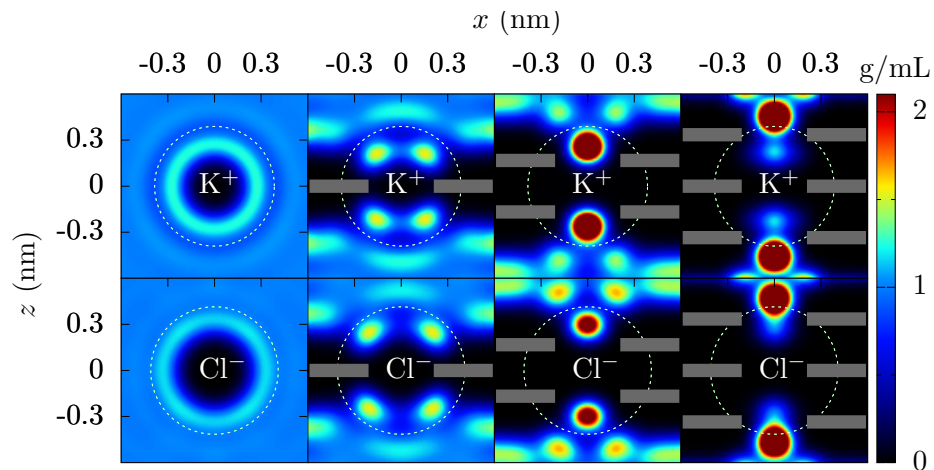 x (nm)
-0.3 0 0.3 -0.3 0 0.3 -0.3 0 0.3 -0.3 0 0.3 g/mL
0.3
0
-0.3
K⁺ K⁺ K⁺ K⁺
z (nm)
0.3
0
-0.3
Cl⁻ Cl⁻ Cl⁻ Cl⁻
2
1
0